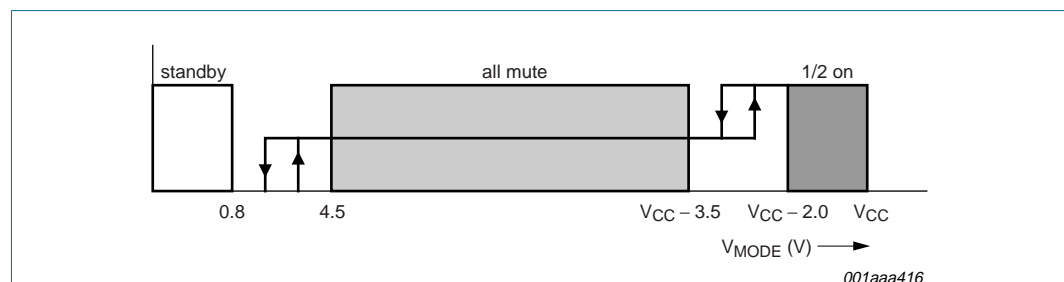 standby all mute 1/2 on
0.8 4.5 VCC − 3.5 VCC − 2.0 VCC
VMODE (V)
001aaa416